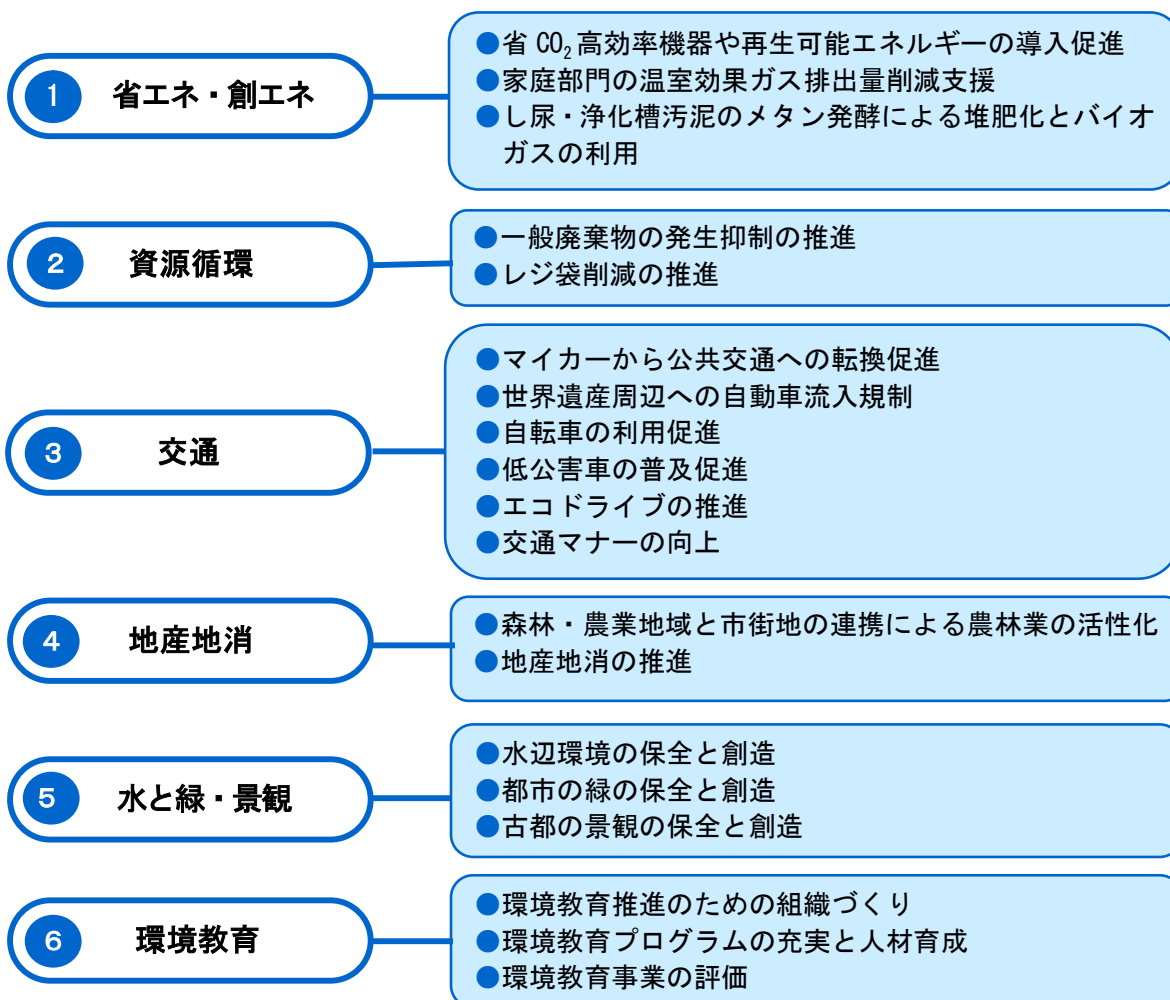 1 省エネ・創エネ
●省 CO₂高効率機器や再生可能エネルギーの導入促進
●家庭部門の温室効果ガス排出量削減支援
●し尿・浄化槽汚泥のメタン発酵による堆肥化とバイオ
ガスの利用
2 資源循環
●一般廃棄物の発生抑制の推進
●レジ袋削減の推進
3 交通
●マイカーから公共交通への転換促進
●世界遺産周辺への自動車流入規制
●自転車の利用促進
●低公害車の普及促進
●エコドライブの推進
●交通マナーの向上
4 地産地消
●森林・農業地域と市街地の連携による農林業の活性化
●地産地消の推進
5 水と緑・景観
●水辺環境の保全と創造
●都市の緑の保全と創造
●古都の景観の保全と創造
6 環境教育
●環境教育推進のための組織づくり
●環境教育プログラムの充実と人材育成
●環境教育事業の評価